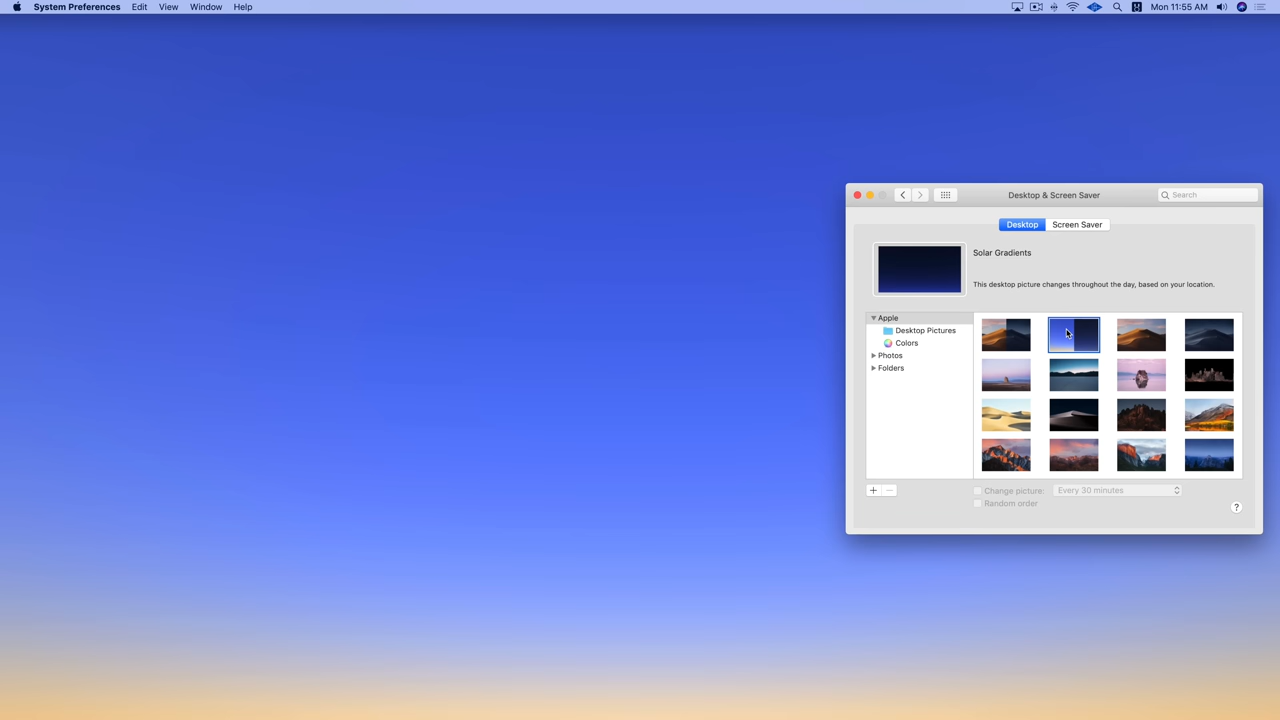 System Preferences Edit View Window Help Mon 11:55 AM
Desktop & Screen Saver Search
Desktop Screen Saver
Solar Gradients
This desktop picture changes throughout the day, based on your location.
Apple
Desktop Pictures
Colors
Photos
Folders
+ −
Change picture: Every 30 minutes
Random order
?